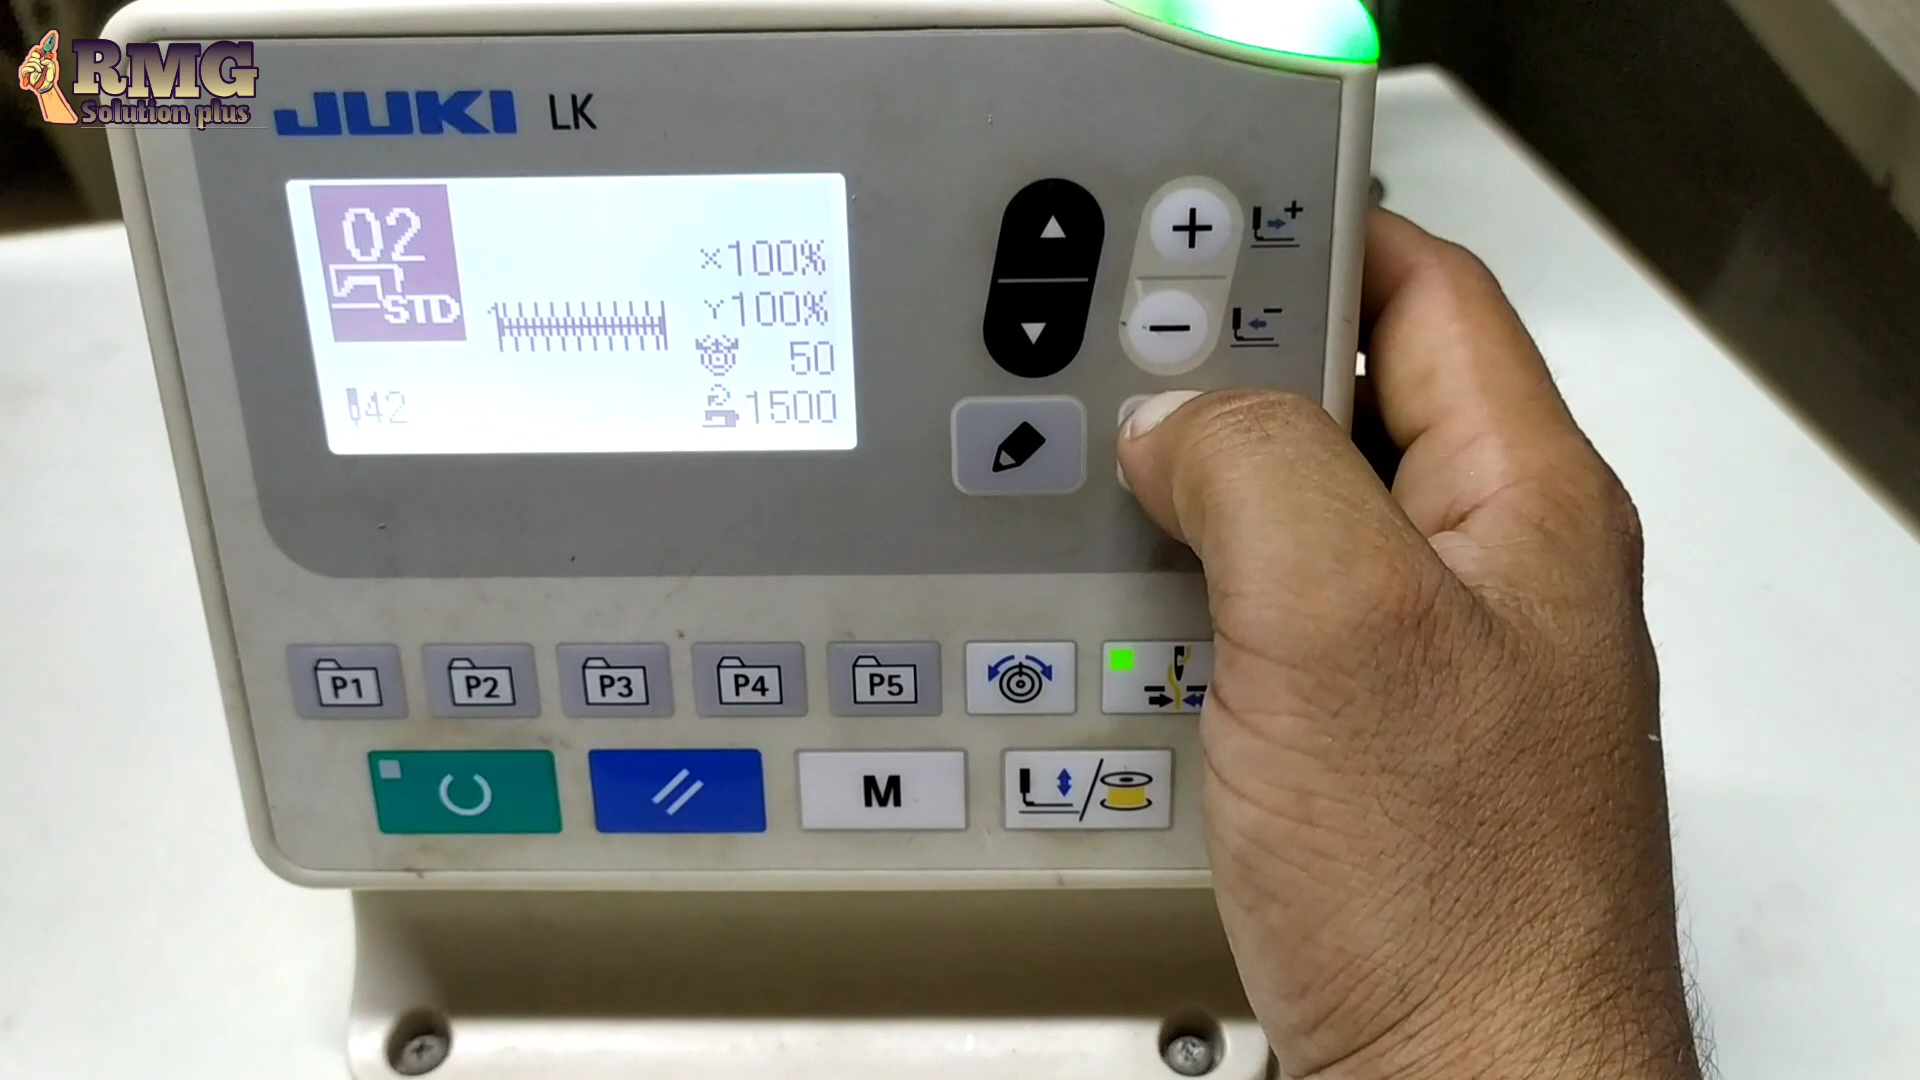 RMG
Solution plus
JUKI LK
02
STD
X100%
Y100%
50
42
1500
+
−
P1
P2
P3
P4
P5
M